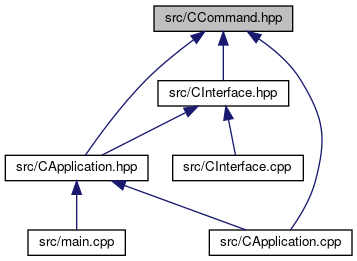 src/CCommand.hpp
src/CInterface.hpp
src/CApplication.hpp
src/CInterface.cpp
src/main.cpp
src/CApplication.cpp